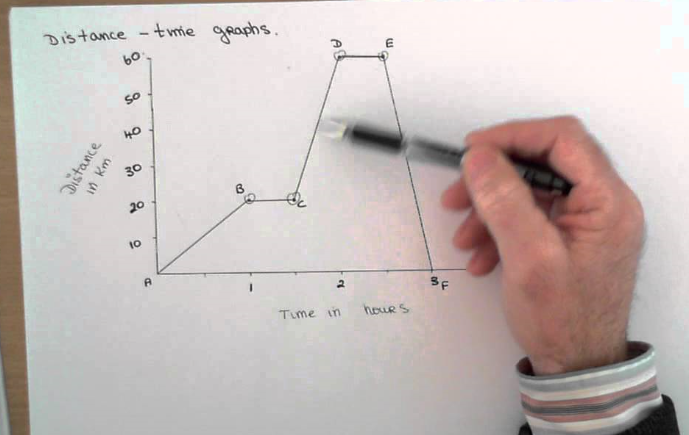 Distance - time graphs.
D E
60
50
40
30
B
C
20
10
A
1
2
3 F
Distance
in Km
Time in hours